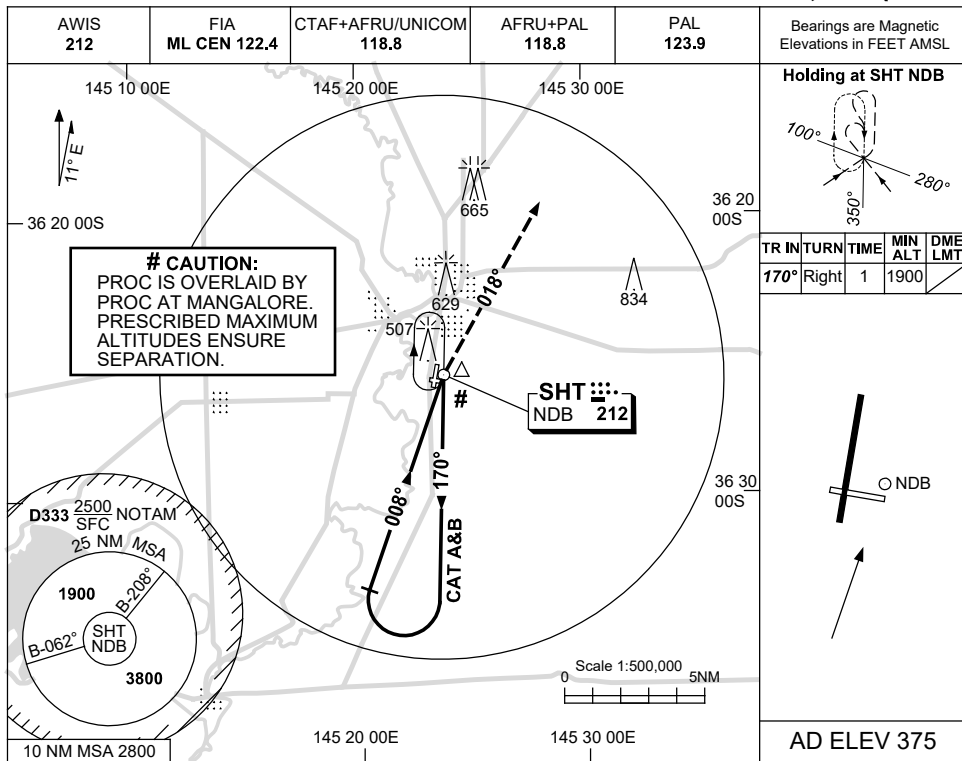 AWIS
212
FIA
ML CEN 122.4
CTAF+AFRU/UNICOM
118.8
AFRU+PAL
118.8
PAL
123.9
Bearings are Magnetic
Elevations in FEET AMSL
145 10 00E
145 20 00E
145 30 00E
11° E
36 20 00S
36 20
00S
665
# CAUTION:
PROC IS OVERLAID BY
PROC AT MANGALORE.
PRESCRIBED MAXIMUM
ALTITUDES ENSURE
SEPARATION.
629
018°
834
507
#
SHT
NDB 212
008°
170°
CAT A&B
36 30
00S
D333 2500
SFC NOTAM
25 NM MSA
1900
B-208°
B-062°
SHT
NDB
3800
10 NM MSA 2800
Scale 1:500,000
0 5NM
145 20 00E
145 30 00E
Holding at SHT NDB
100°
280°
350°
TR IN TURN TIME MIN ALT DME LMT
170° Right 1 1900
NDB
AD ELEV 375